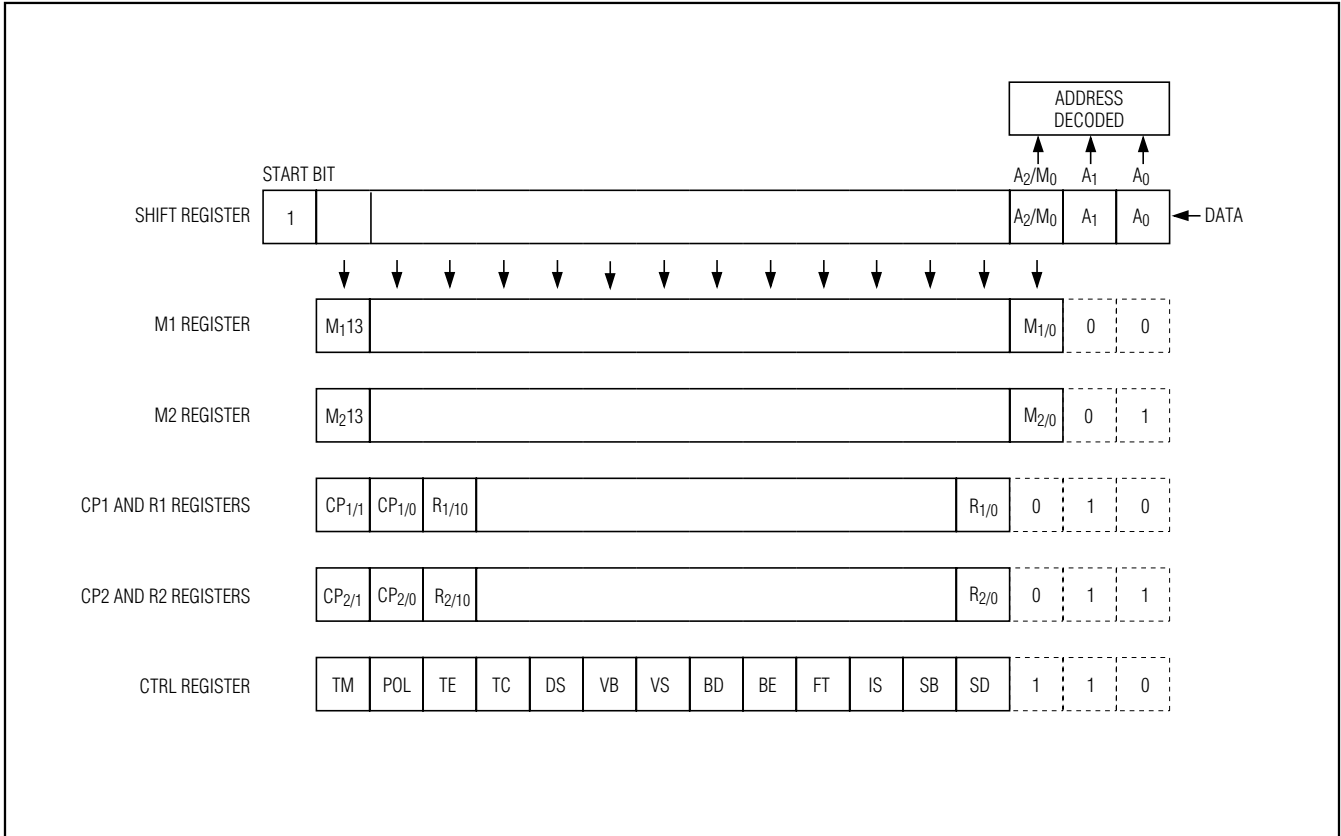 ADDRESS
DECODED
START BIT
A2/M0 A1 A0
SHIFT REGISTER 1 A2/M0 A1 A0 DATA
M1 REGISTER M113 M1/0 0 0
M2 REGISTER M213 M2/0 0 1
CP1 AND R1 REGISTERS CP1/1 CP1/0 R1/10 R1/0 0 1 0
CP2 AND R2 REGISTERS CP2/1 CP2/0 R2/10 R2/0 0 1 1
CTRL REGISTER TM POL TE TC DS VB VS BD BE FT IS SB SD 1 1 0